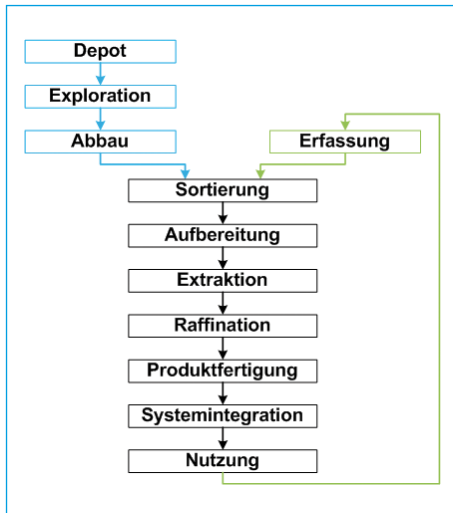 Depot
Exploration
Abbau
Erfassung
Sortierung
Aufbereitung
Extraktion
Raffination
Produktfertigung
Systemintegration
Nutzung